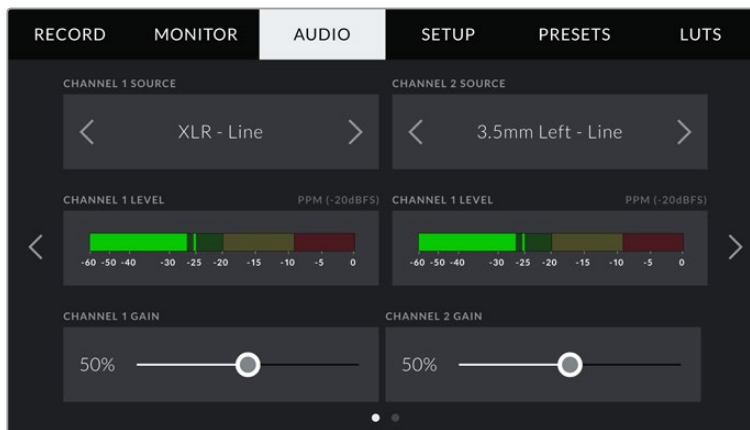 RECORD MONITOR AUDIO SETUP PRESETS LUTS
CHANNEL 1 SOURCE CHANNEL 2 SOURCE
XLR - Line 3.5mm Left - Line
CHANNEL 1 LEVEL PPM (-20dBFS) CHANNEL 1 LEVEL PPM (-20dBFS)
-60 -50 -40 -30 -25 -20 -15 -10 -5 0 -60 -50 -40 -30 -25 -20 -15 -10 -5 0
CHANNEL 1 GAIN CHANNEL 2 GAIN
50% 50%